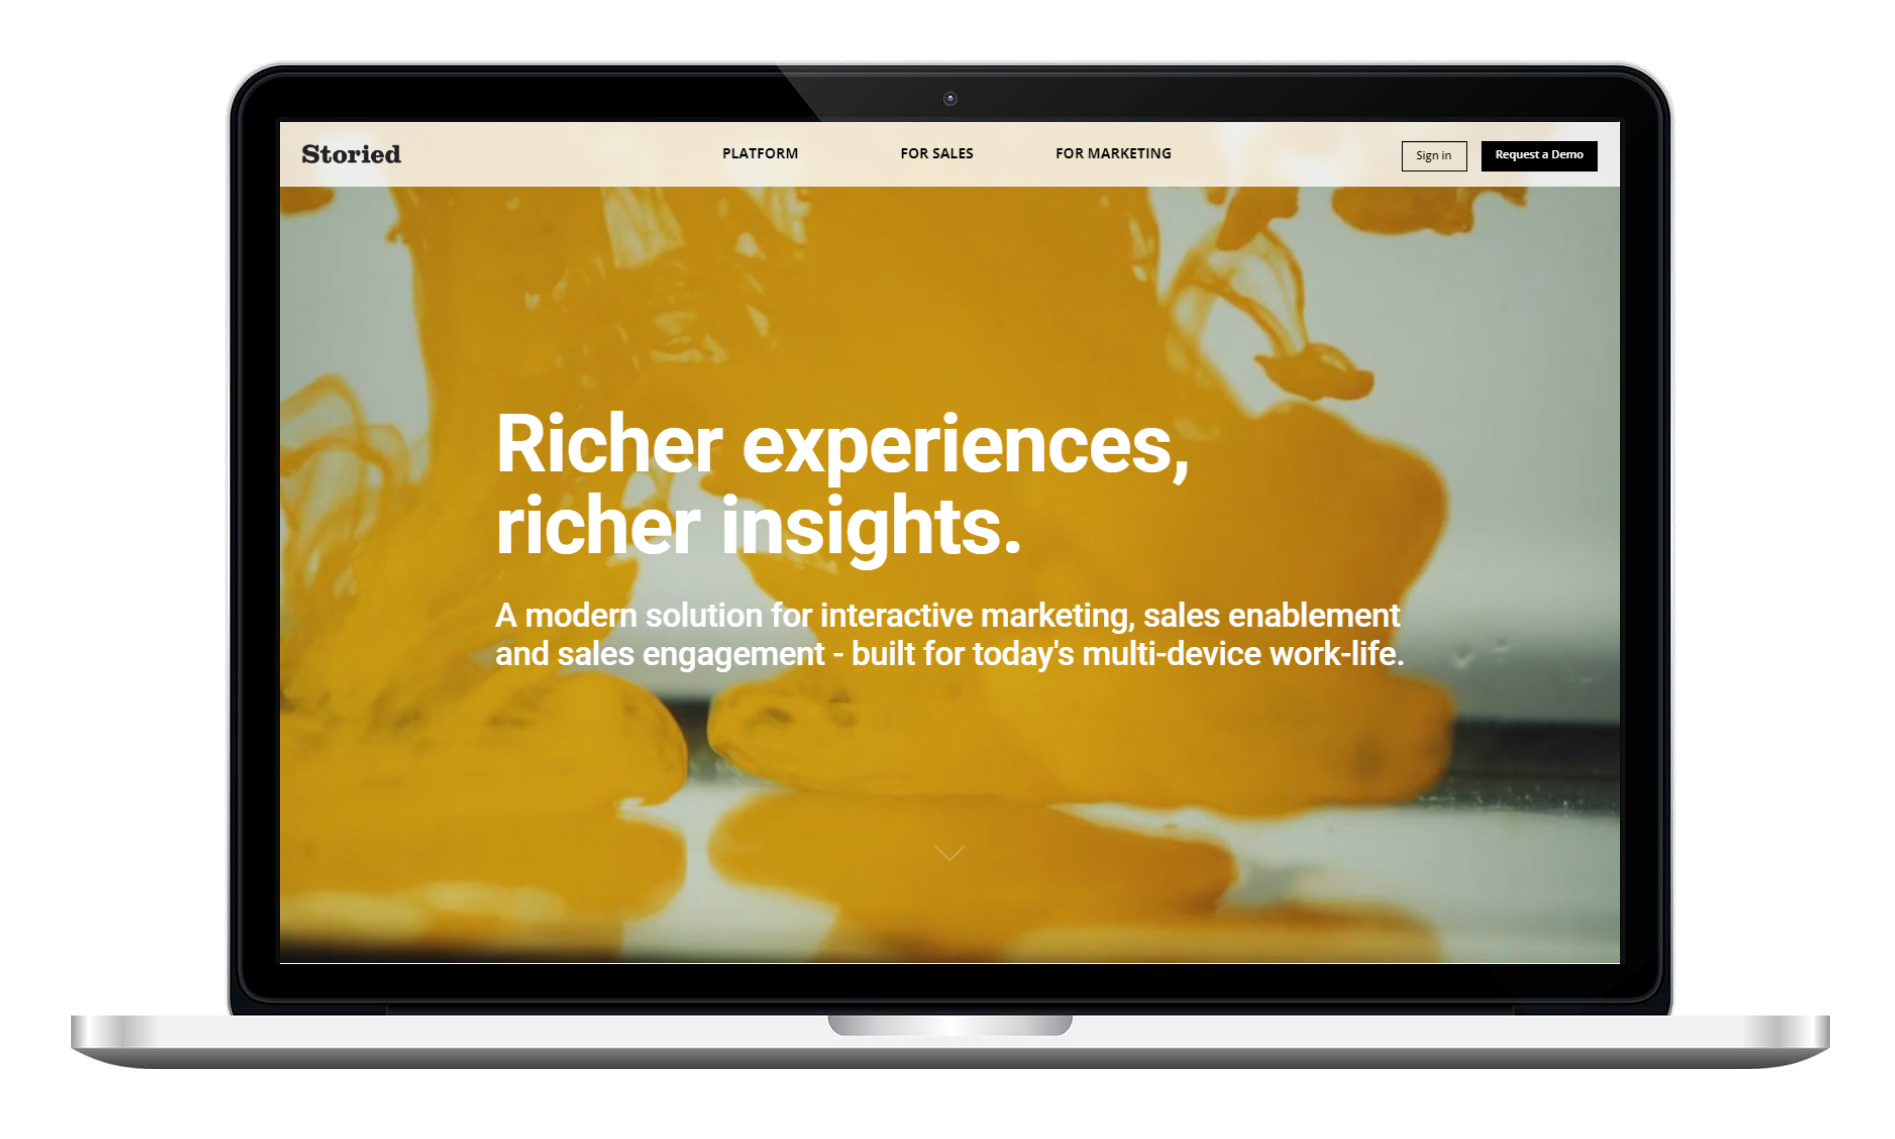 Storied
PLATFORM
FOR SALES
FOR MARKETING
Sign in
Request a Demo
Richer experiences,
richer insights.
A modern solution for interactive marketing, sales enablement
and sales engagement - built for today's multi-device work-life.